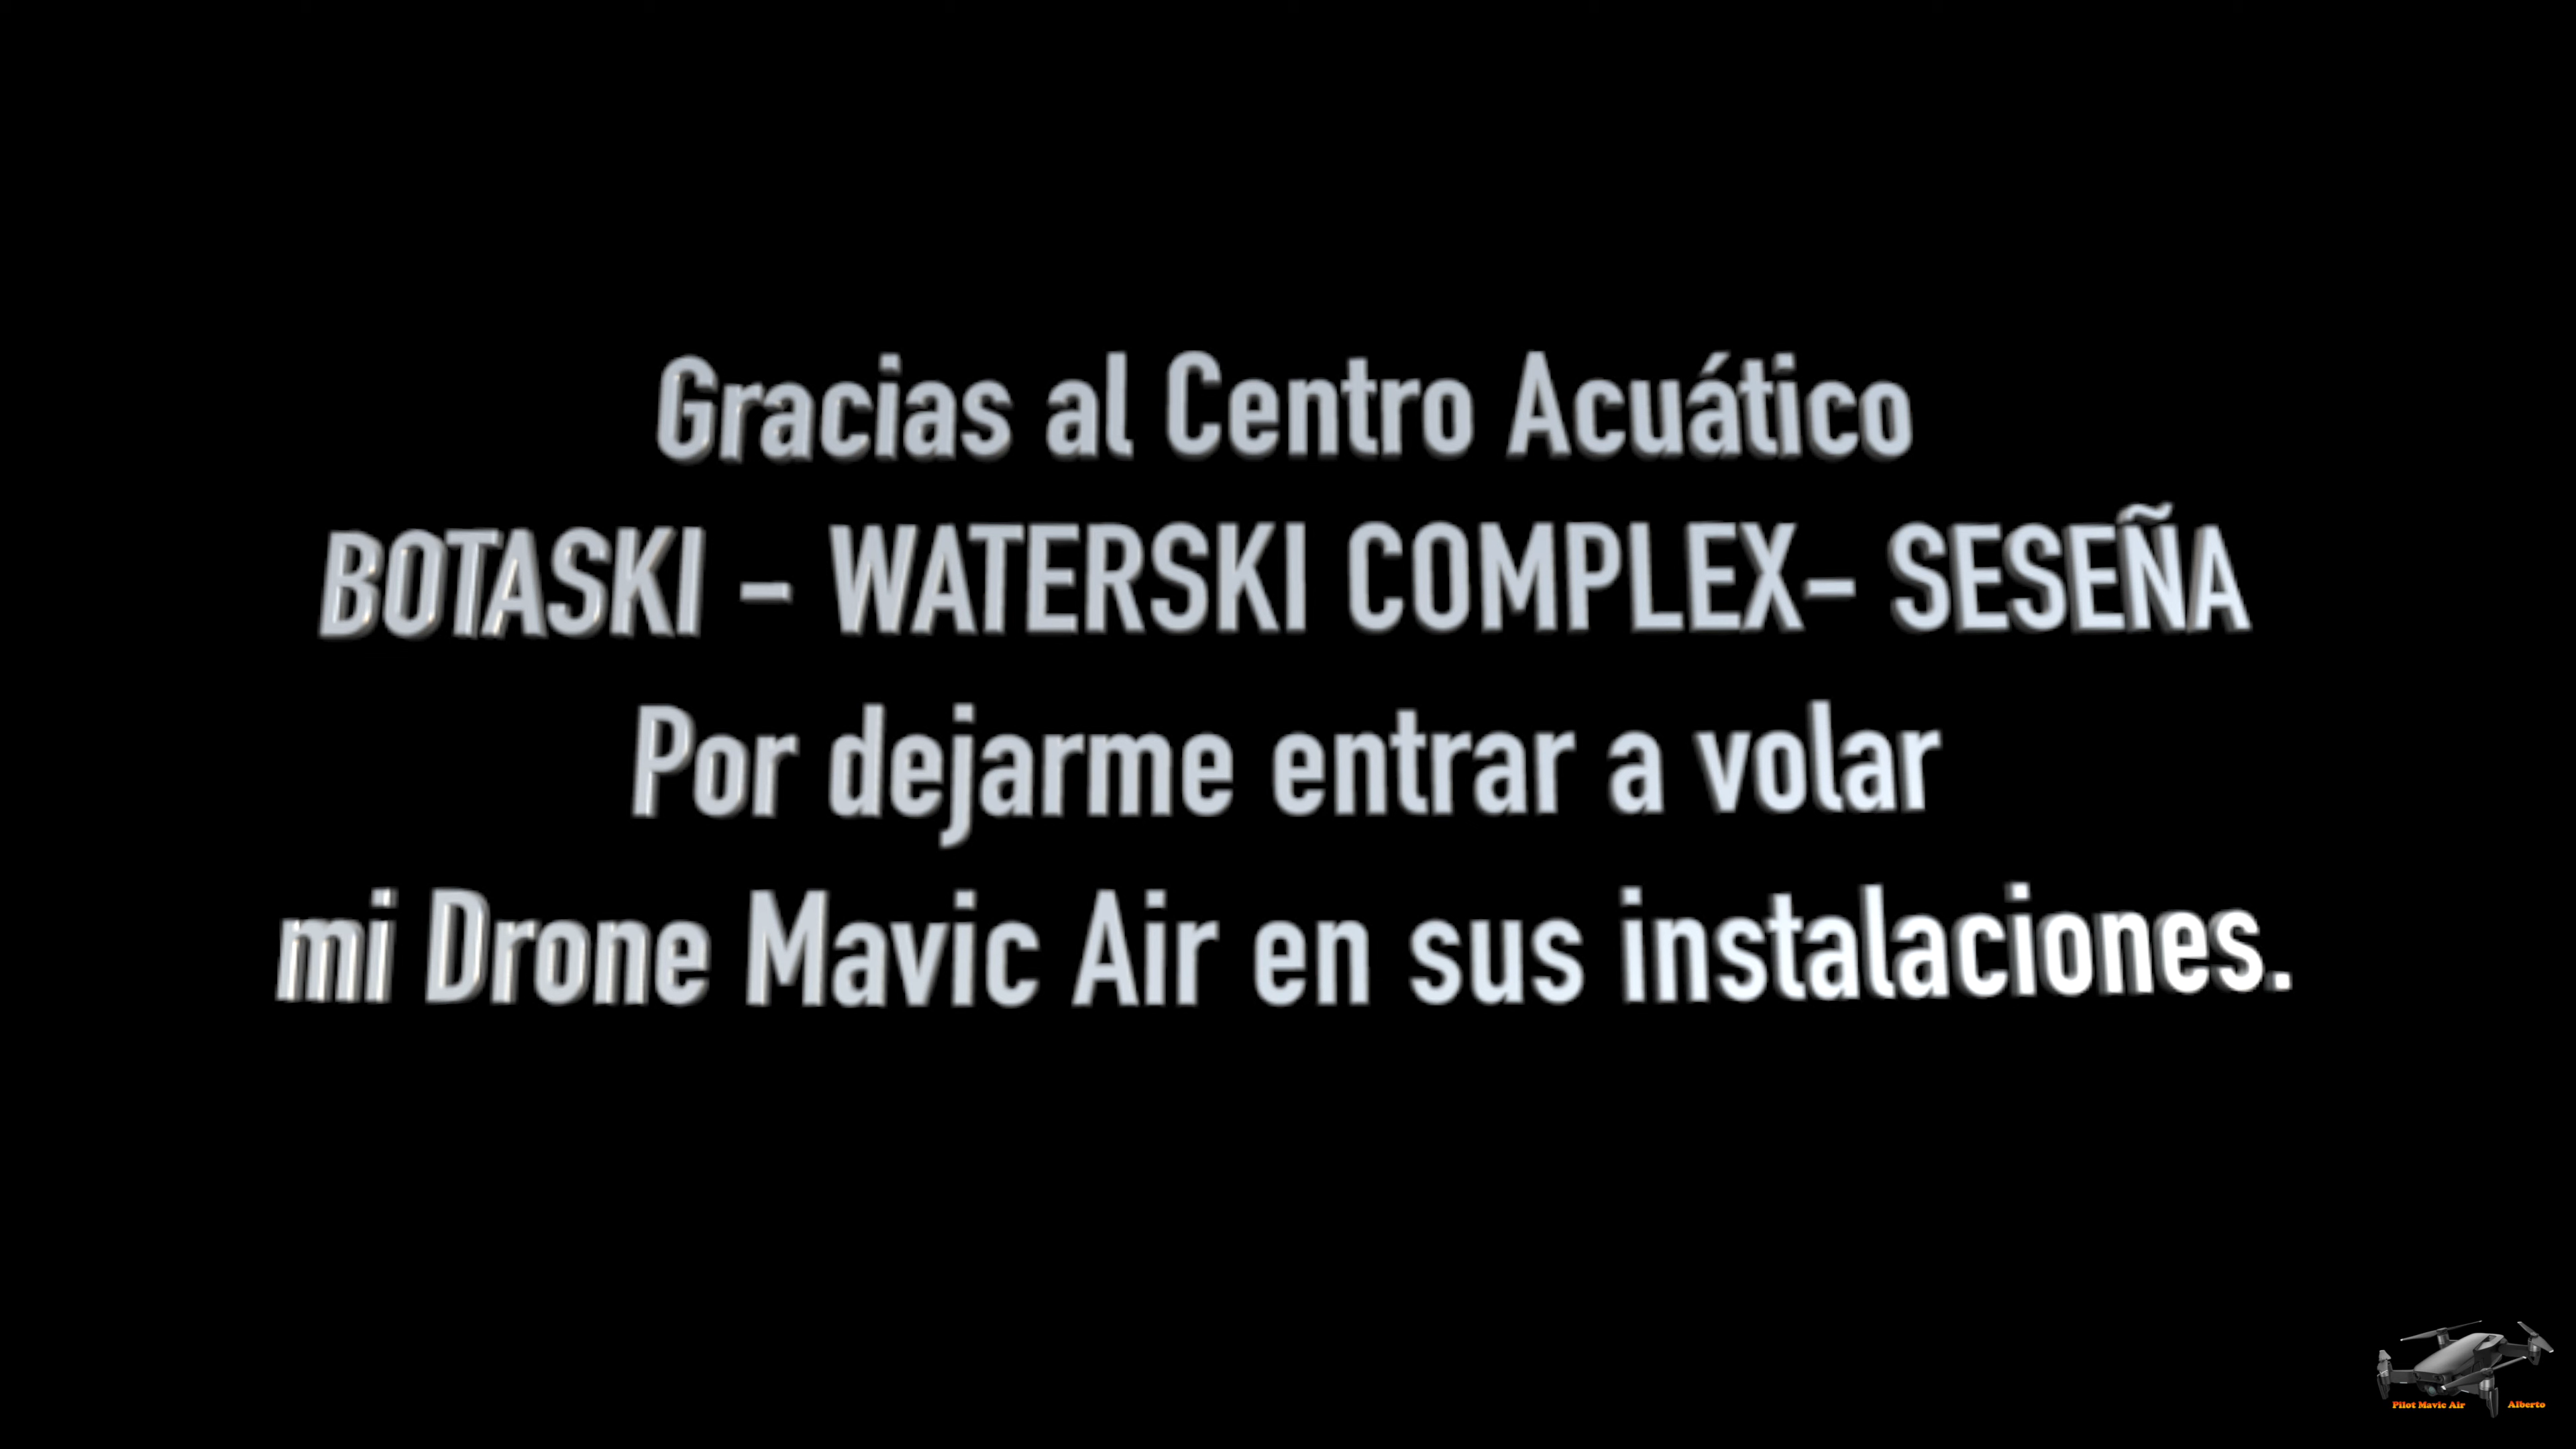 Gracias al Centro Acuático
BOTASKI - WATERSKI COMPLEX- SESEÑA
Por dejarme entrar a volar
mi Drone Mavic Air en sus instalaciones.
Pilot Mavic Air Alberto